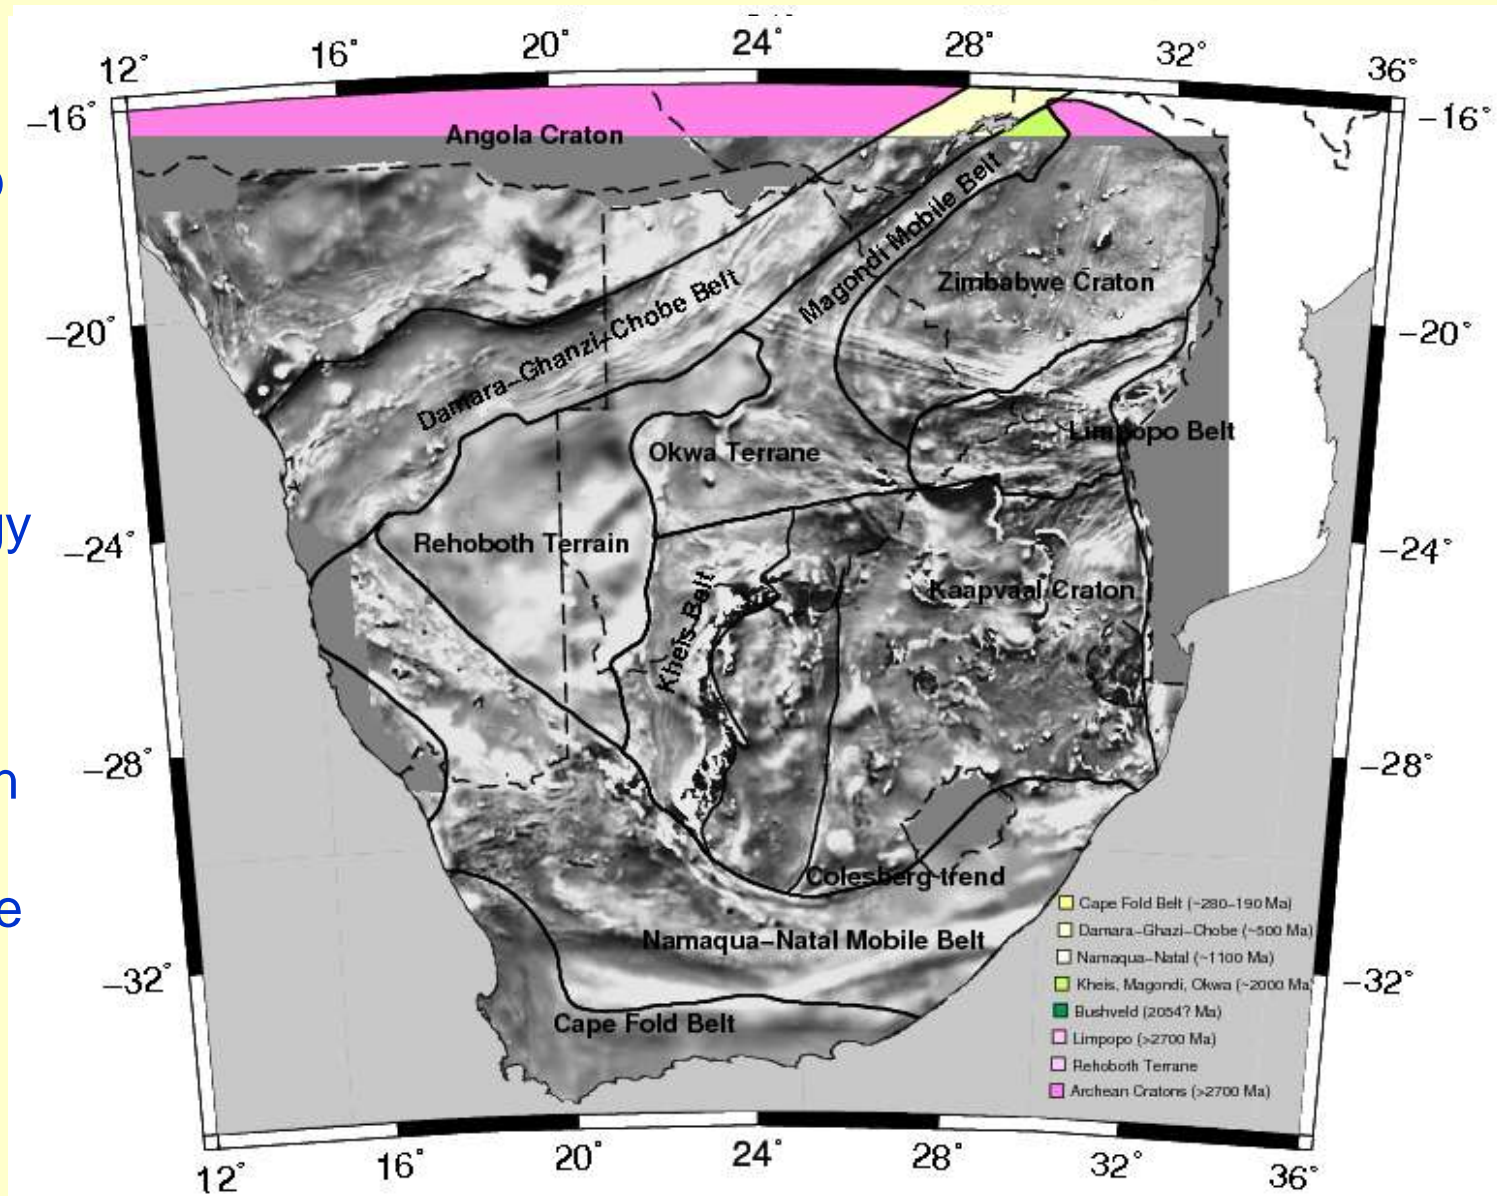 12°
16°
20°
24°
28°
32°
36°
−16°
−16°
Angola Craton
o
Magondi Mobile Belt
Zimbabwe Craton
Damara−Ghanzi−Chobe Belt
−20°
−20°
Limpopo Belt
Okwa Terrane
gy
−24°
−24°
Rehoboth Terrain
Kaapvaal Craton
Kheis Belt
−28°
−28°
n
Colesberg trend
e
Namaqua−Natal Mobile Belt
−32°
−32°
Cape Fold Belt
Cape Fold Belt (~280−190 Ma)
Damara−Ghazi−Chobe (~500 Ma)
Namaqua−Natal (~1100 Ma)
Kheis, Magondi, Okwa (~2000 Ma
Bushveld (2054? Ma)
Limpopo (>2700 Ma)
Rehoboth Terrane
Archean Cratons (>2700 Ma)
12°
16°
20°
24°
28°
32°
36°